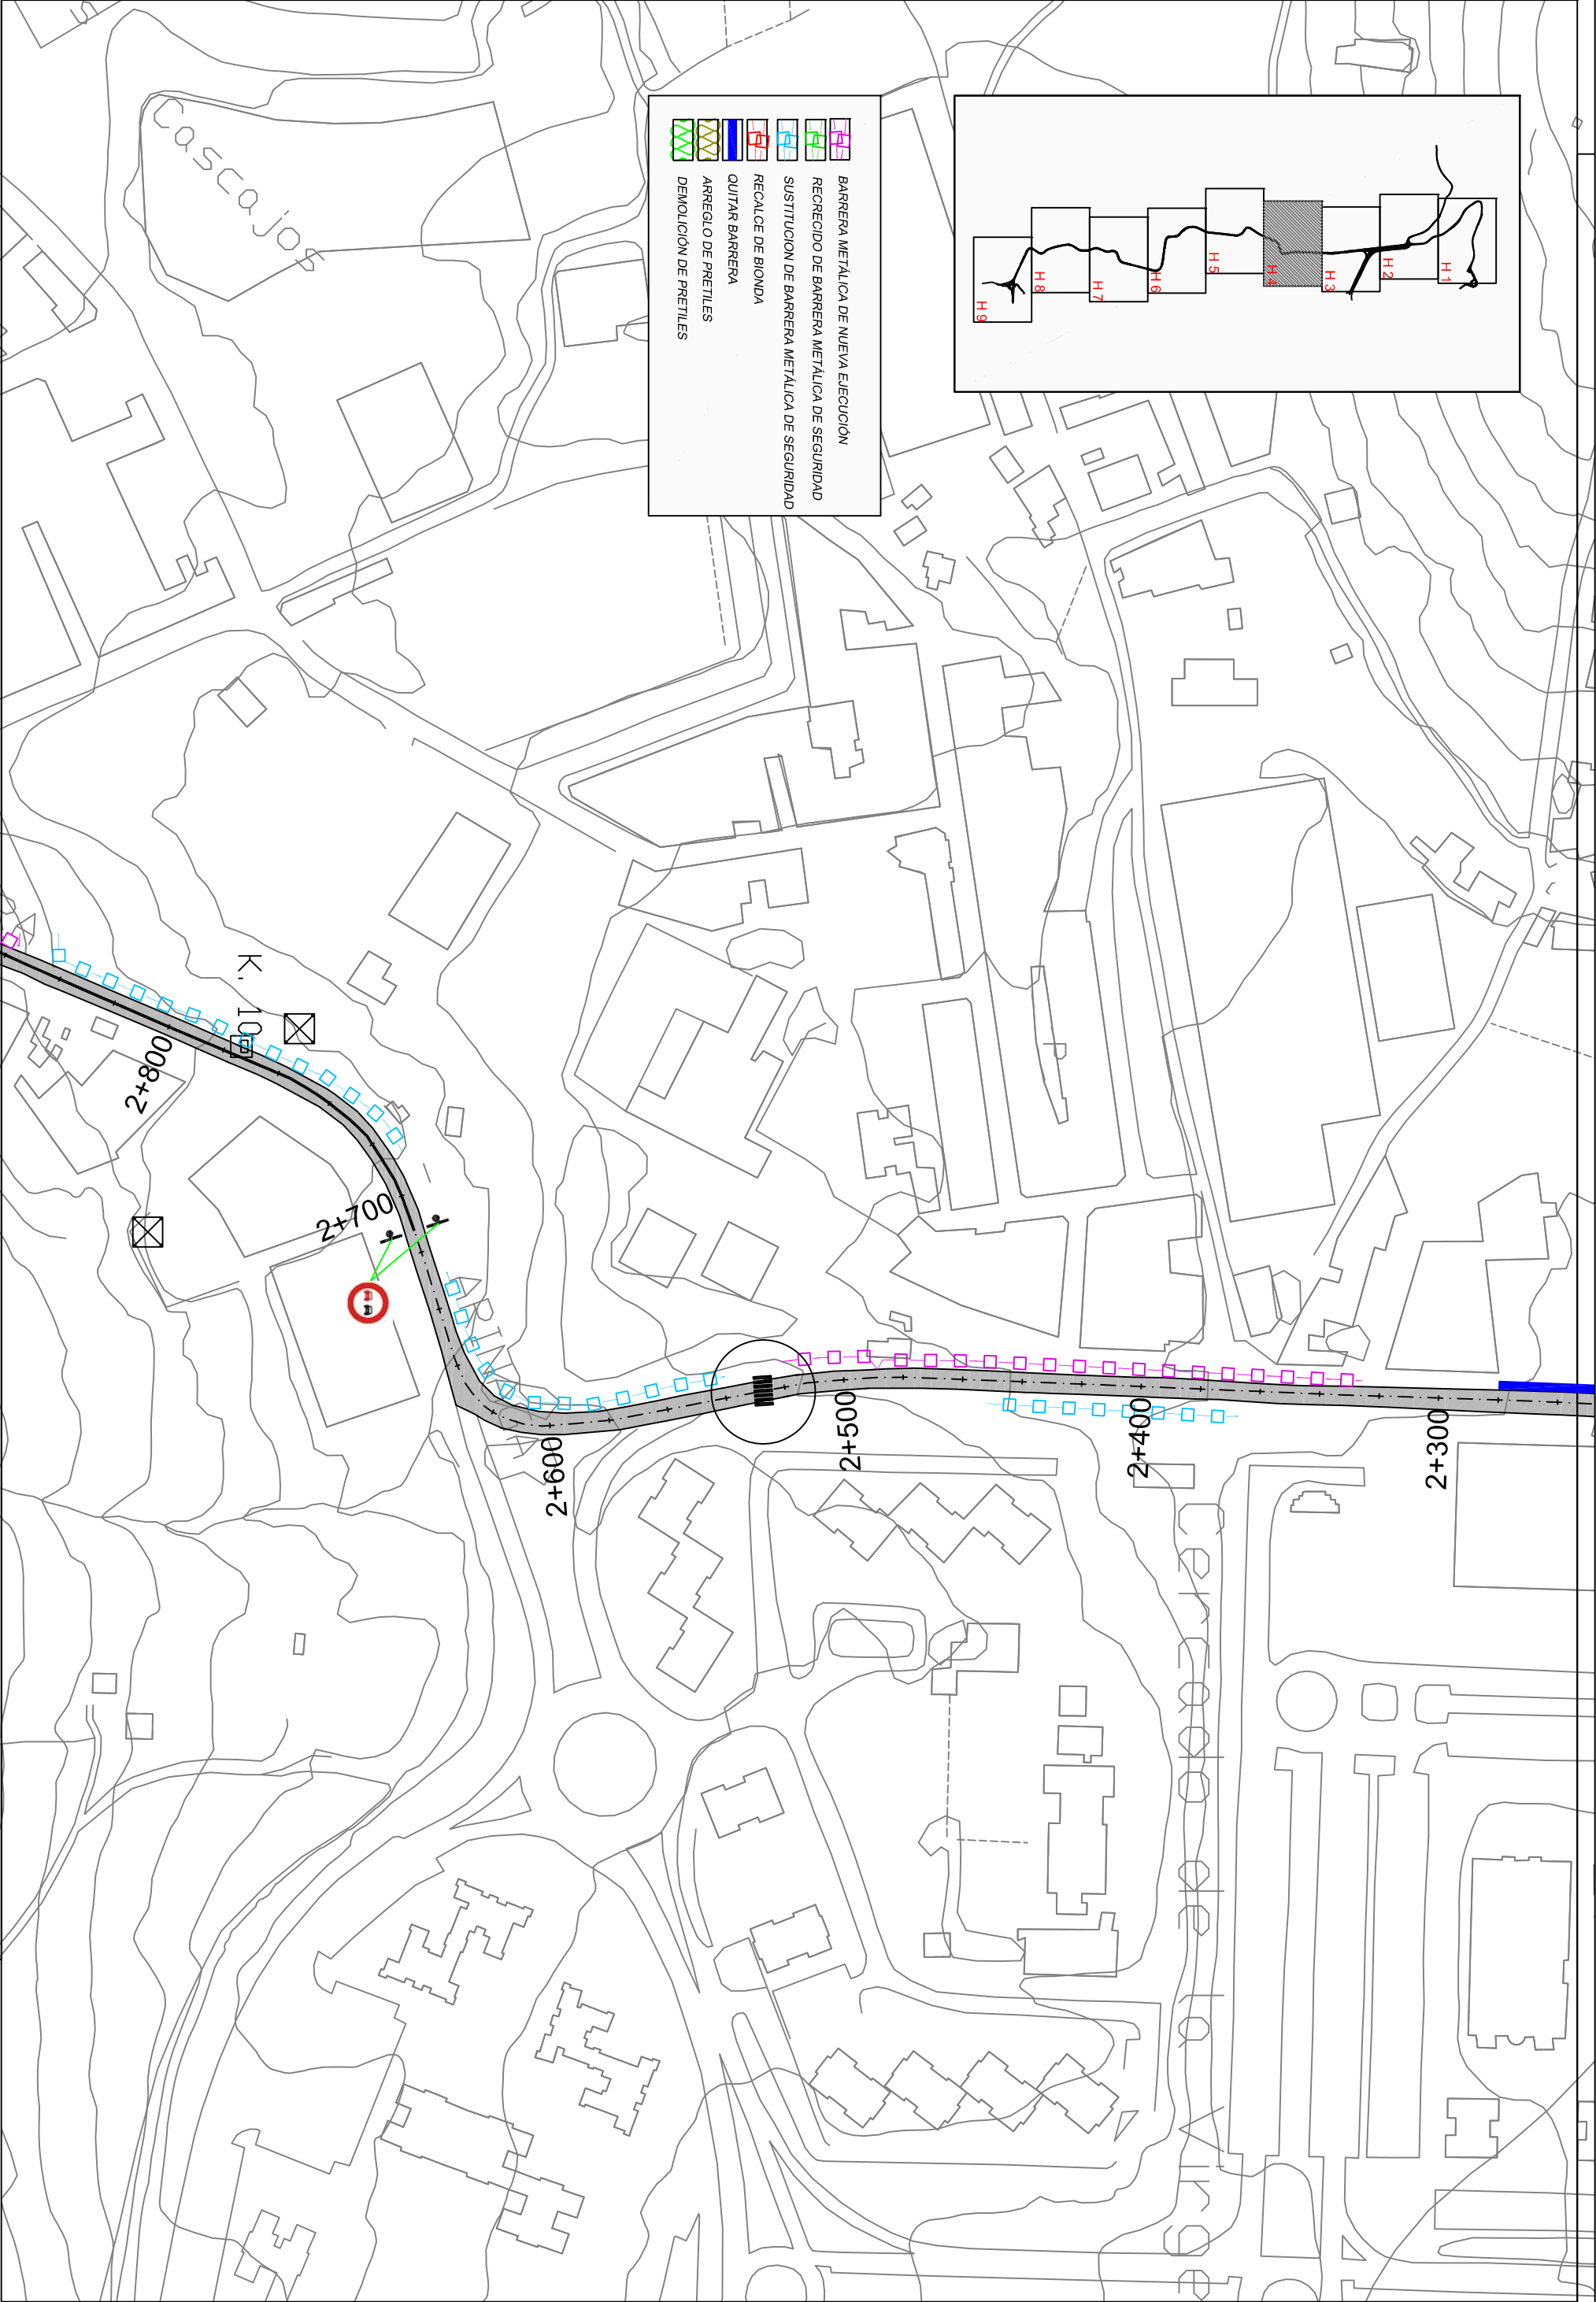 H 1
H 2
H 3
H 4
H 5
H 6
H 7
H 8
H 9
BARRERA METÁLICA DE NUEVA EJECUCIÓN
RECRECIDO DE BARRERA METÁLICA DE SEGURIDAD
SUSTITUCION DE BARRERA METÁLICA DE SEGURIDAD
RECALCE DE BIONDA
QUITAR BARRERA
ARREGLO DE PRETILES
DEMOLICIÓN DE PRETILES
Cascajo
K. 10
2+800
2+700
2+600
2+500
2+400
2+300